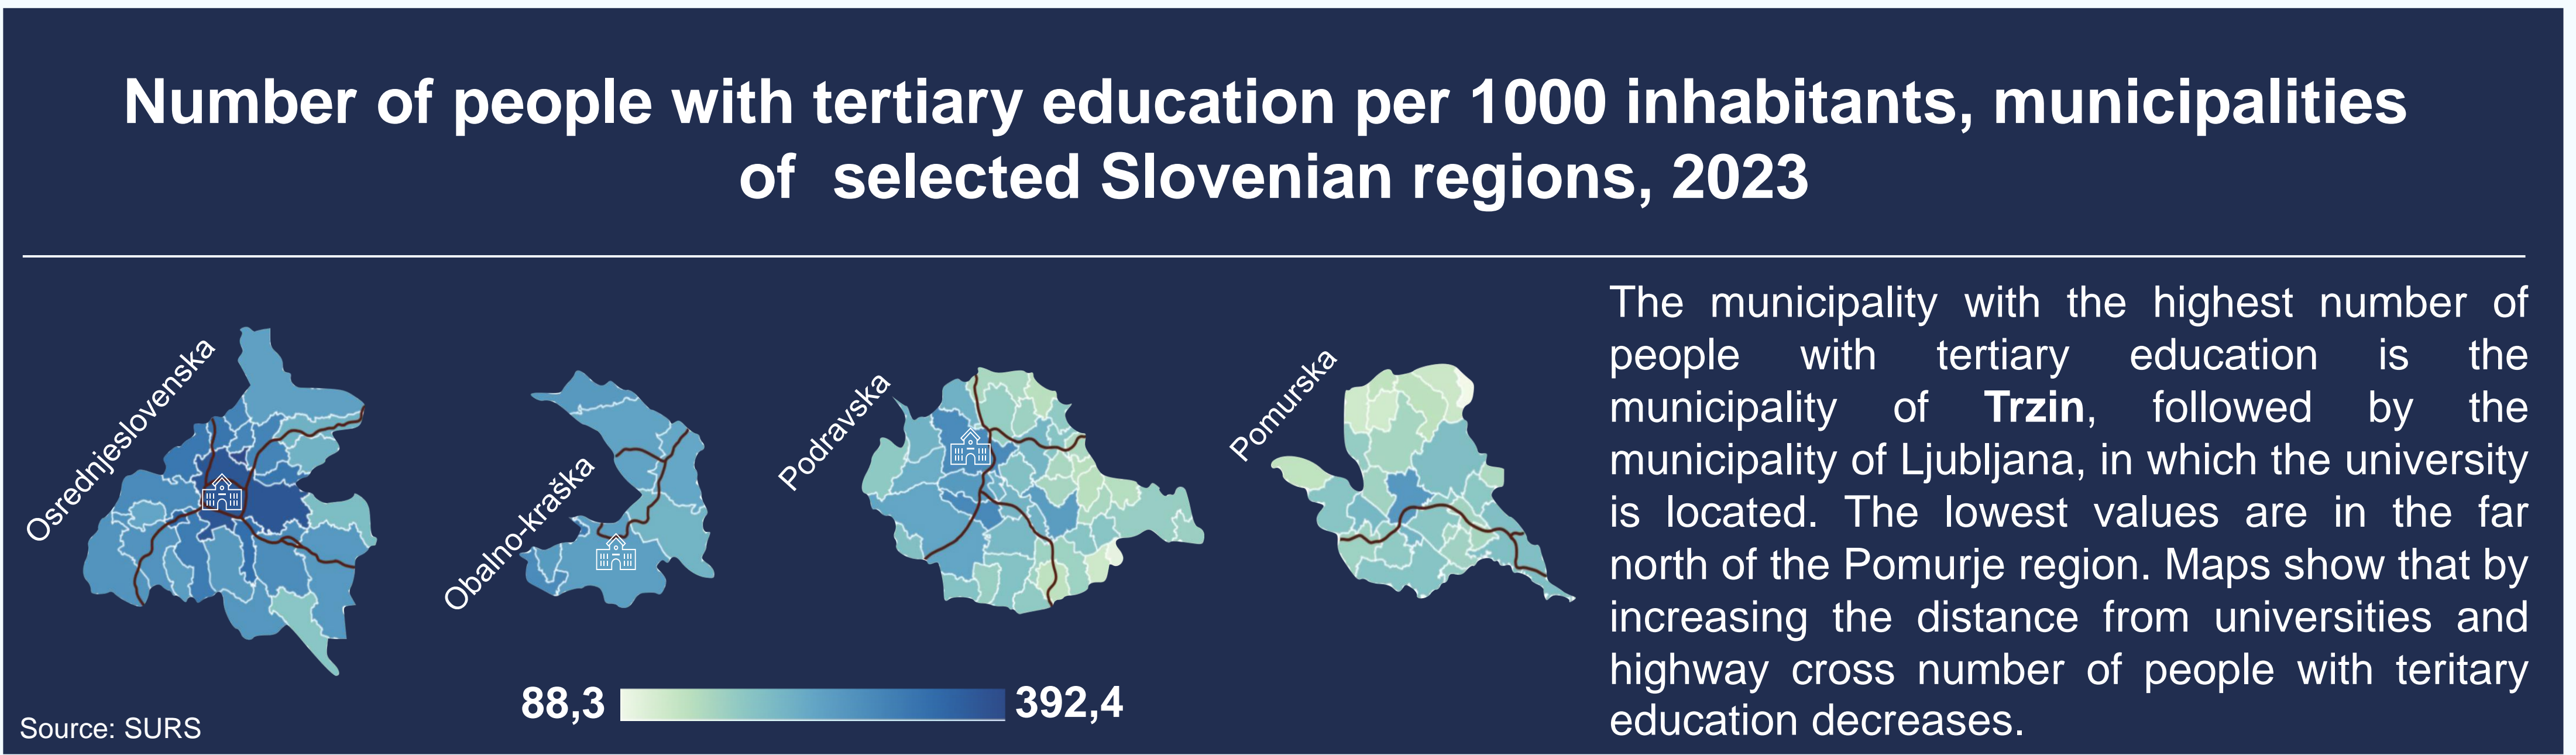 Number of people with tertiary education per 1000 inhabitants, municipalities
of selected Slovenian regions, 2023
Osrednjeslovenska
Obalno-kraška
Podravska
Pomurska
88,3
392,4
Source: SURS
The municipality with the highest number of
people with tertiary education is the
municipality of Trzin, followed by the
municipality of Ljubljana, in which the university
is located. The lowest values are in the far
north of the Pomurje region. Maps show that by
increasing the distance from universities and
highway cross number of people with teritary
education decreases.